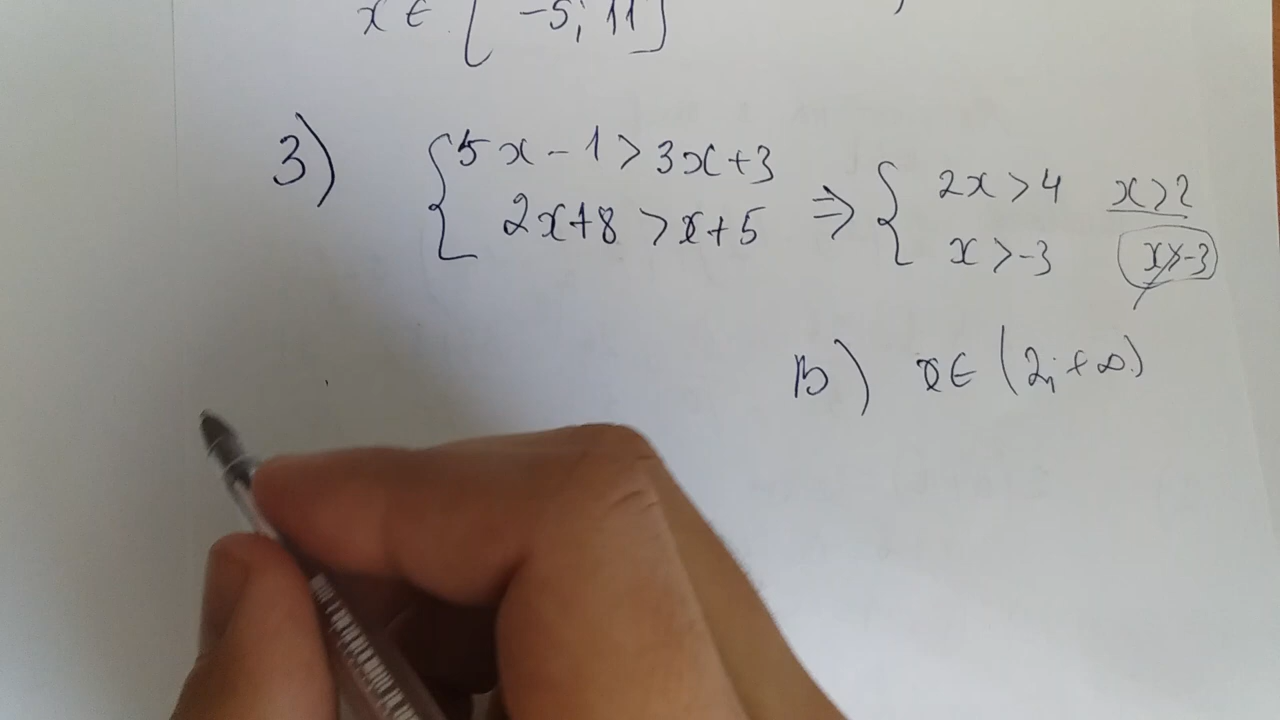 x ∈ [-5; 11]
3) { 5x - 1 > 3x + 3 ⇒ { 2x > 4 x > 2
2x + 8 > x + 5 x > -3 x > -3
B) x ∈ (2; +∞)